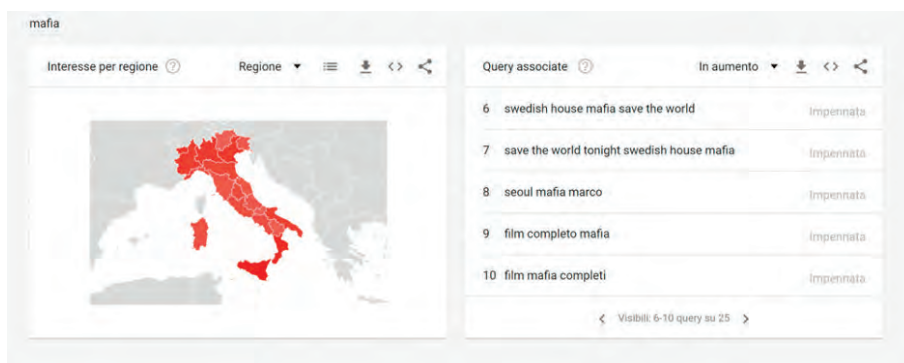 mafia
Interesse per regione ?
Regione
Query associate ?
In aumento
6 swedish house mafia save the world Impennata
7 save the world tonight swedish house mafia Impennata
8 seoul mafia marco Impennata
9 film completo mafia Impennata
10 film mafia completi Impennata
Visibili: 6-10 query su 25